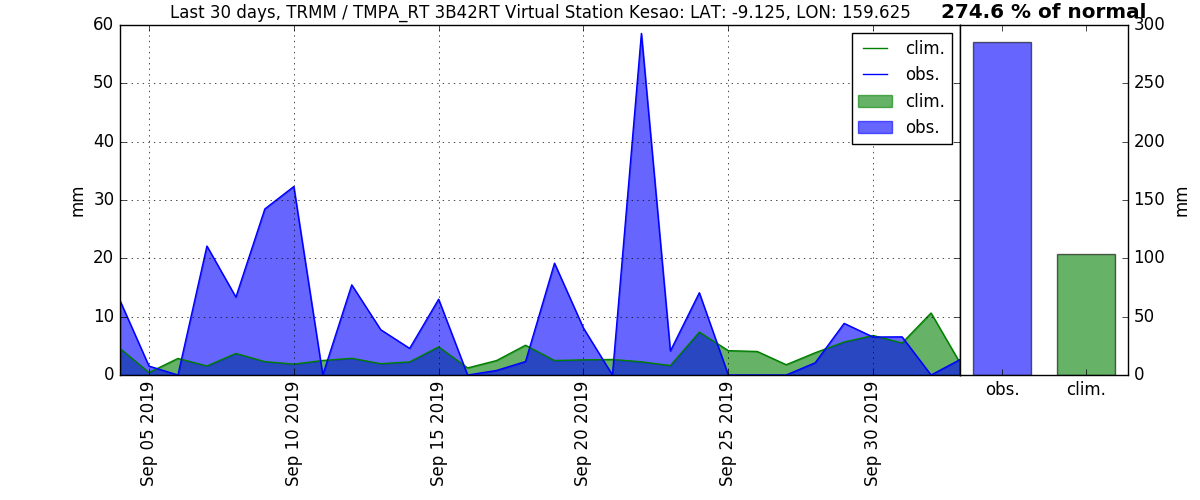 Last 30 days, TRMM / TMPA_RT 3B42RT Virtual Station Kesao: LAT: -9.125, LON: 159.625
274.6 % of normal
60
50
40
30
20
10
0
mm
clim.
obs.
clim.
obs.
300
250
200
150
100
50
0
mm
Sep 05 2019
Sep 10 2019
Sep 15 2019
Sep 20 2019
Sep 25 2019
Sep 30 2019
obs.
clim.